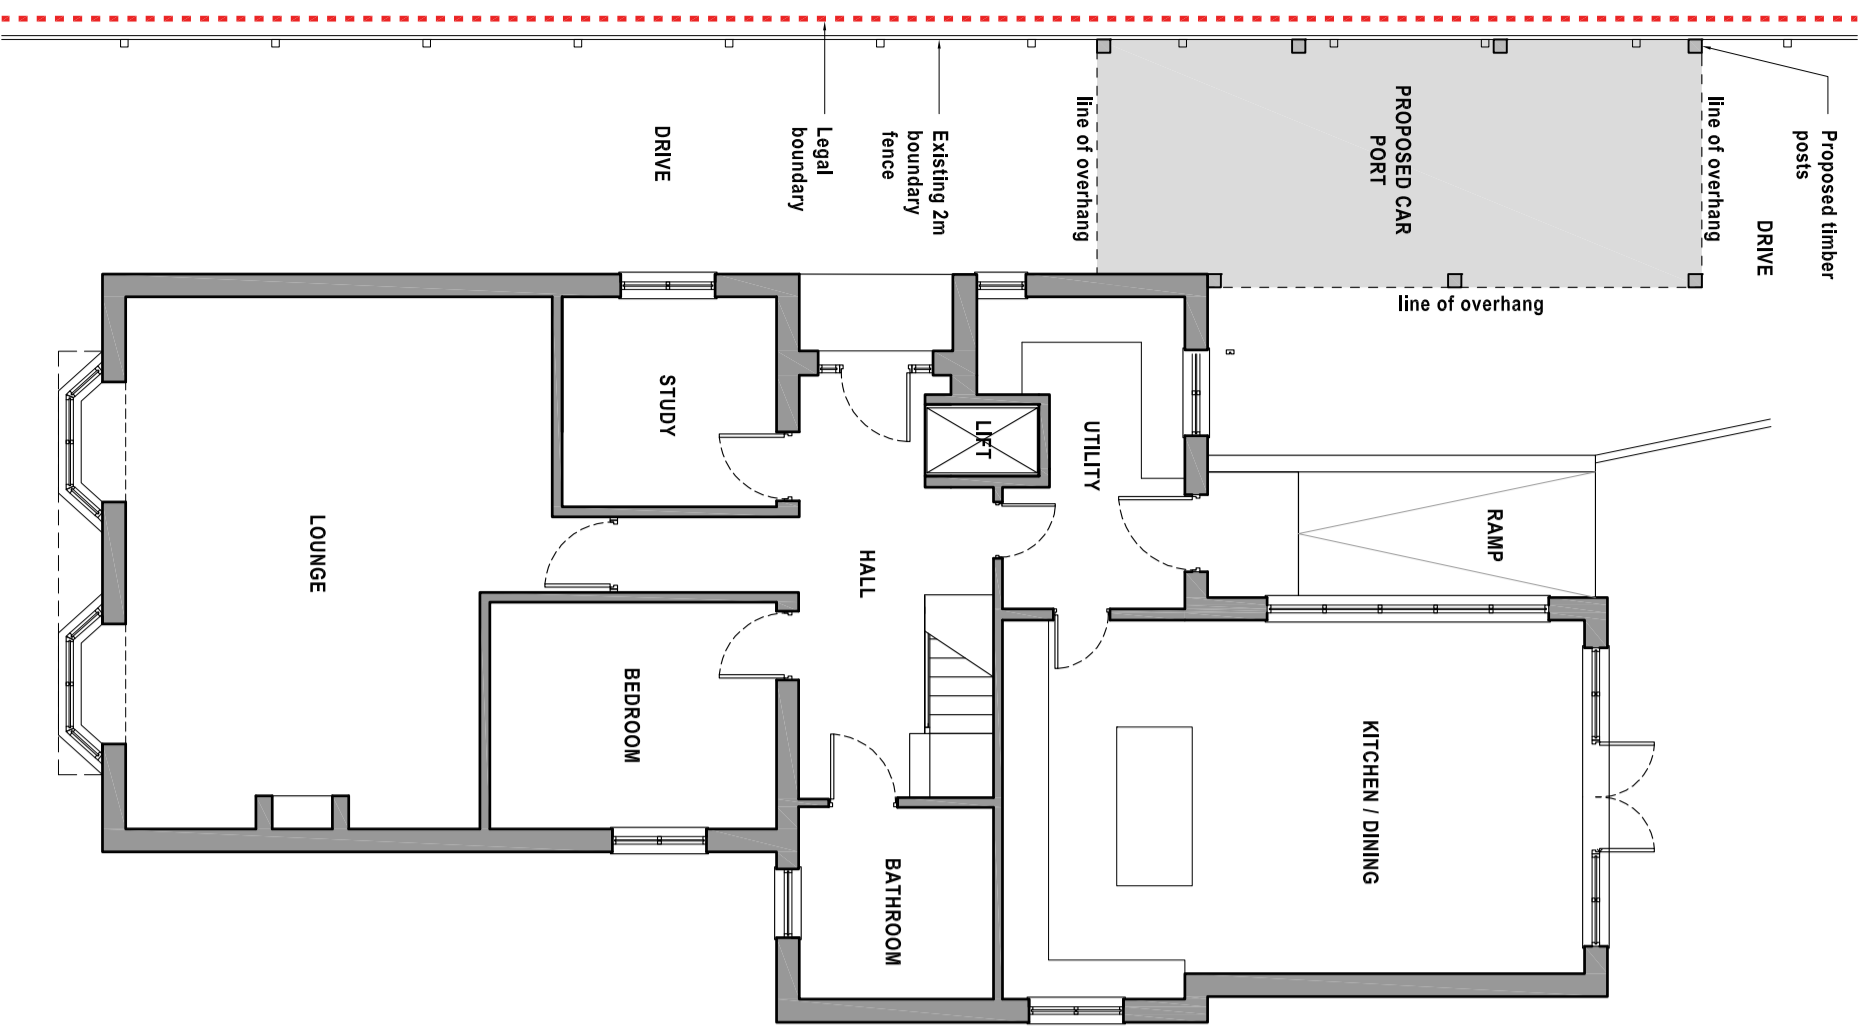 Proposed timber
posts
DRIVE
line of overhang
PROPOSED CAR
PORT
line of overhang
line of overhang
Existing 2m
boundary
fence
Legal
boundary
DRIVE
STUDY
LIFT
UTILITY
RAMP
LOUNGE
HALL
BEDROOM
KITCHEN / DINING
BATHROOM